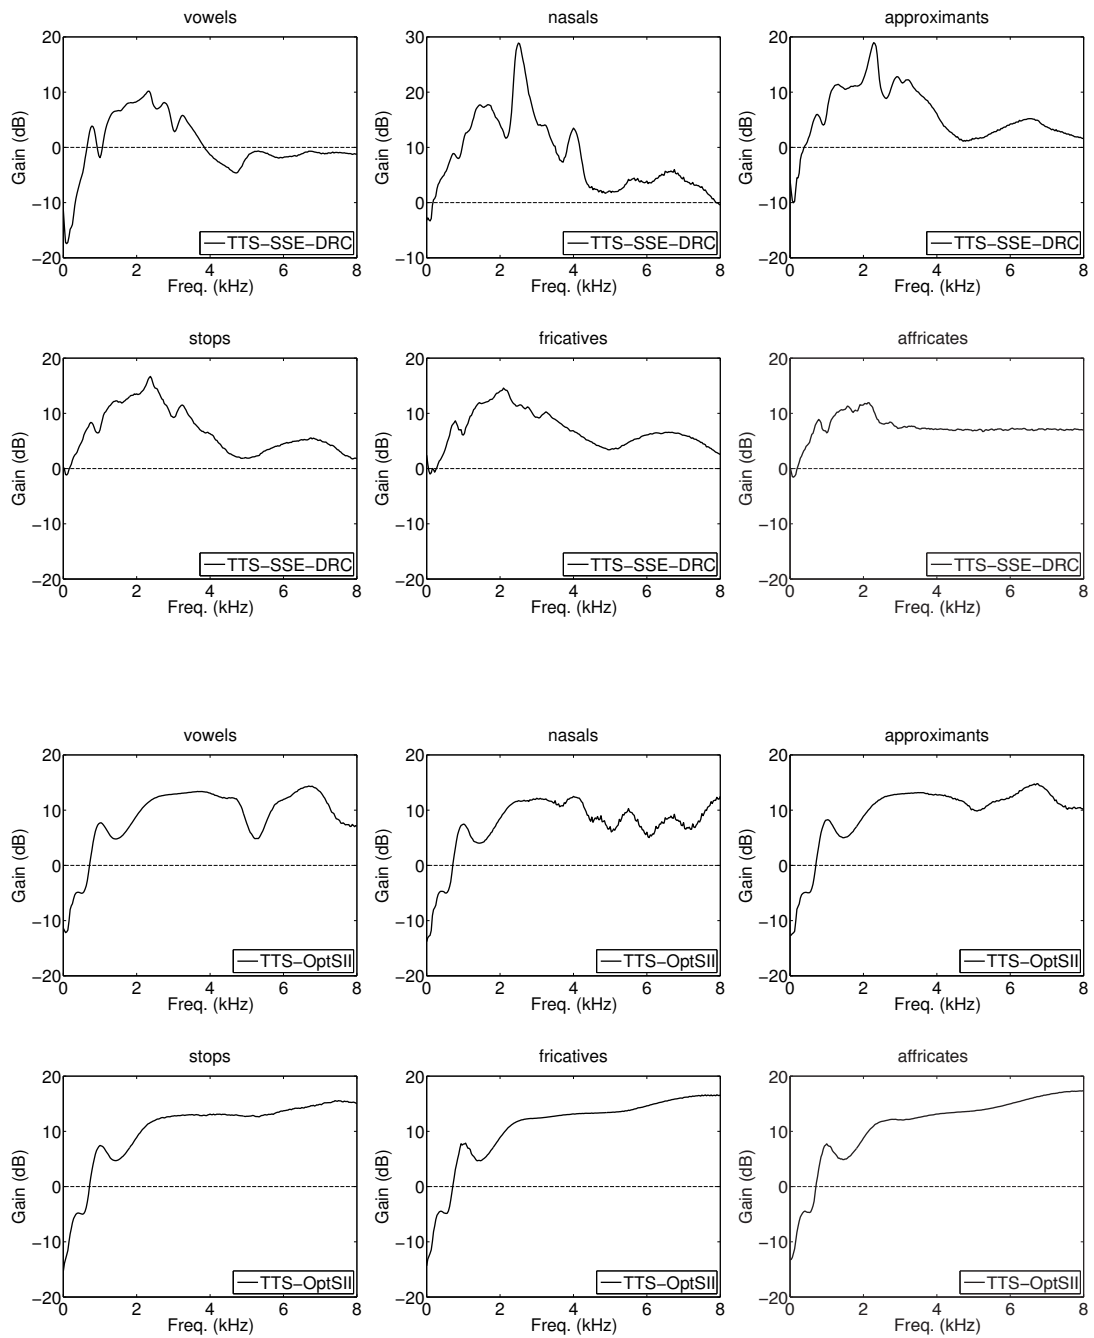 vowels nasals approximants
20 30 20
10 20 10
0 10 0
−10 0 −10
−20 −10 −20
Gain (dB) Gain (dB) Gain (dB)
TTS−SSE−DRC TTS−SSE−DRC TTS−SSE−DRC
0 2 4 6 8 0 2 4 6 8 0 2 4 6 8
Freq. (kHz) Freq. (kHz) Freq. (kHz)
stops fricatives affricates
20 20 20
10 10 10
0 0 0
−10 −10 −10
−20 −20 −20
Gain (dB) Gain (dB) Gain (dB)
TTS−SSE−DRC TTS−SSE−DRC TTS−SSE−DRC
0 2 4 6 8 0 2 4 6 8 0 2 4 6 8
Freq. (kHz) Freq. (kHz) Freq. (kHz)
vowels nasals approximants
20 20 20
10 10 10
0 0 0
−10 −10 −10
−20 −20 −20
Gain (dB) Gain (dB) Gain (dB)
TTS−OptSII TTS−OptSII TTS−OptSII
0 2 4 6 8 0 2 4 6 8 0 2 4 6 8
Freq. (kHz) Freq. (kHz) Freq. (kHz)
stops fricatives affricates
20 20 20
10 10 10
0 0 0
−10 −10 −10
−20 −20 −20
Gain (dB) Gain (dB) Gain (dB)
TTS−OptSII TTS−OptSII TTS−OptSII
0 2 4 6 8 0 2 4 6 8 0 2 4 6 8
Freq. (kHz) Freq. (kHz) Freq. (kHz)